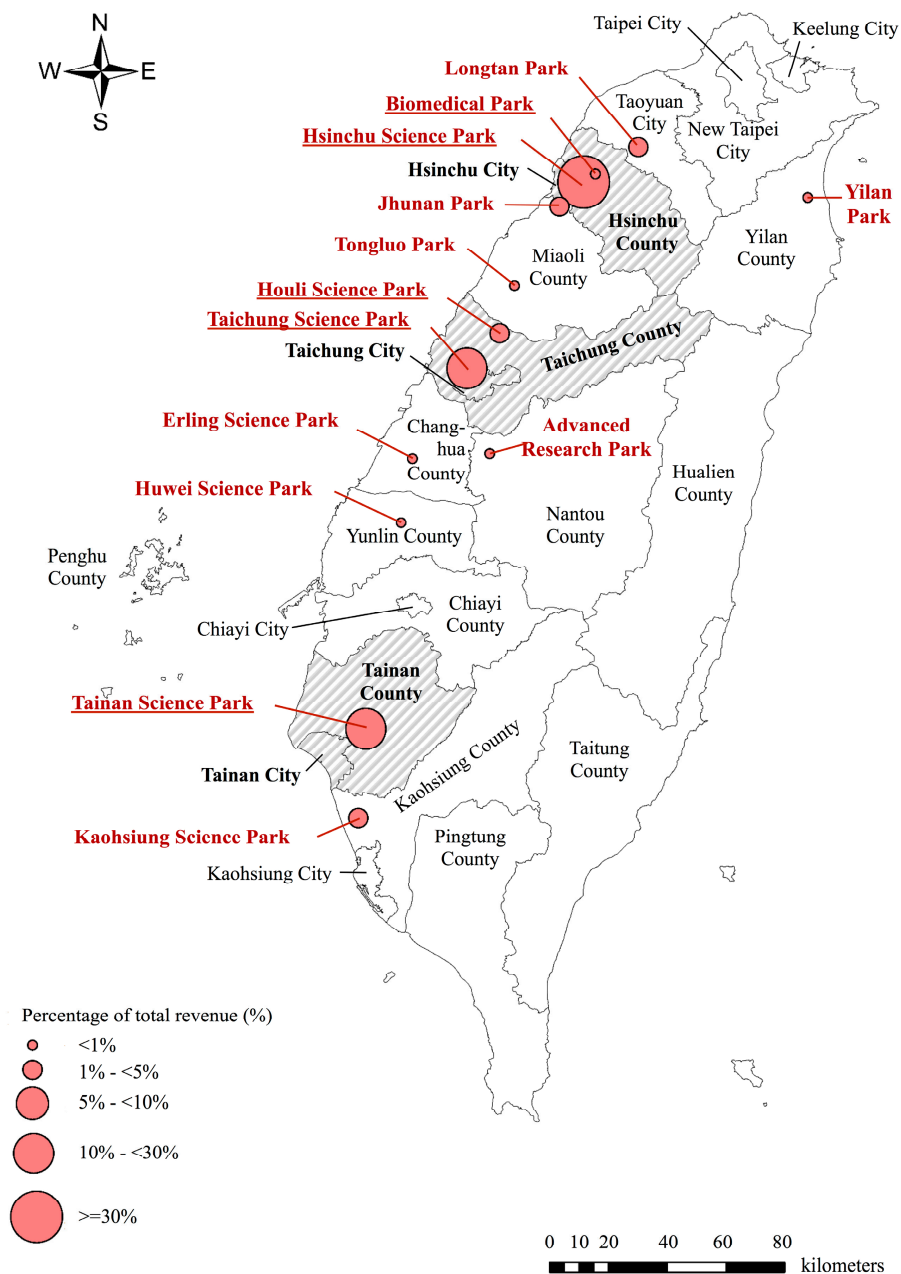 N
W
E
S
Taipei City
Keelung City
Longtan Park
Biomedical Park
Taoyuan
City
New Taipei
City
Hsinchu Science Park
Hsinchu City
Jhunan Park
Hsinchu
County
Yilan
Park
Yilan
County
Tongluo Park
Miaoli
County
Houli Science Park
Taichung Science Park
Taichung City
Taichung County
Erling Science Park
Chang-
hua
County
Advanced
Research Park
Hualien
County
Huwei Science Park
Yunlin County
Nantou
County
Penghu
County
Chiayi City
Chiayi
County
Tainan
County
Tainan Science Park
Tainan City
Kaohsiung County
Taitung
County
Kaohsiung Science Park
Kaohsiung City
Pingtung
County
Percentage of total revenue (%)
<1%
1% - <5%
5% - <10%
10% - <30%
>=30%
0 10 20 40 60 80
kilometers